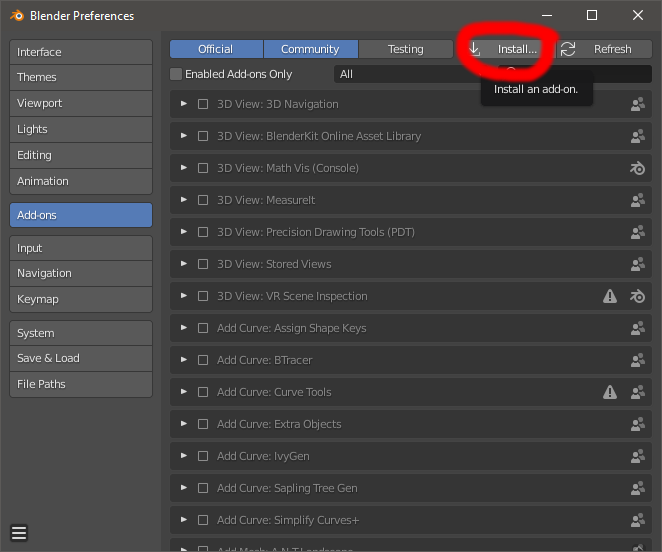 Blender Preferences
Interface
Themes
Viewport
Lights
Editing
Animation
Add-ons
Input
Navigation
Keymap
System
Save & Load
File Paths
Official Community Testing Install... Refresh
Enabled Add-ons Only All
Install an add-on.
3D View: 3D Navigation
3D View: BlenderKit Online Asset Library
3D View: Math Vis (Console)
3D View: MeasureIt
3D View: Precision Drawing Tools (PDT)
3D View: Stored Views
3D View: VR Scene Inspection
Add Curve: Assign Shape Keys
Add Curve: BTracer
Add Curve: Curve Tools
Add Curve: Extra Objects
Add Curve: IvyGen
Add Curve: Sapling Tree Gen
Add Curve: Simplify Curves+
Add Mesh: A.N.T.Landscape